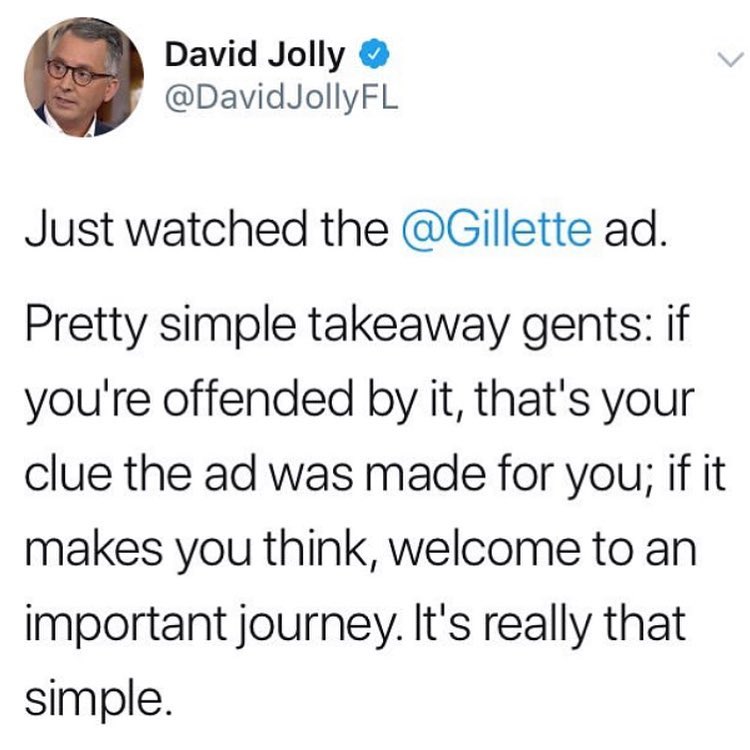 David Jolly
@DavidJollyFL
Just watched the @Gillette ad.
Pretty simple takeaway gents: if
you're offended by it, that's your
clue the ad was made for you; if it
makes you think, welcome to an
important journey. It's really that
simple.